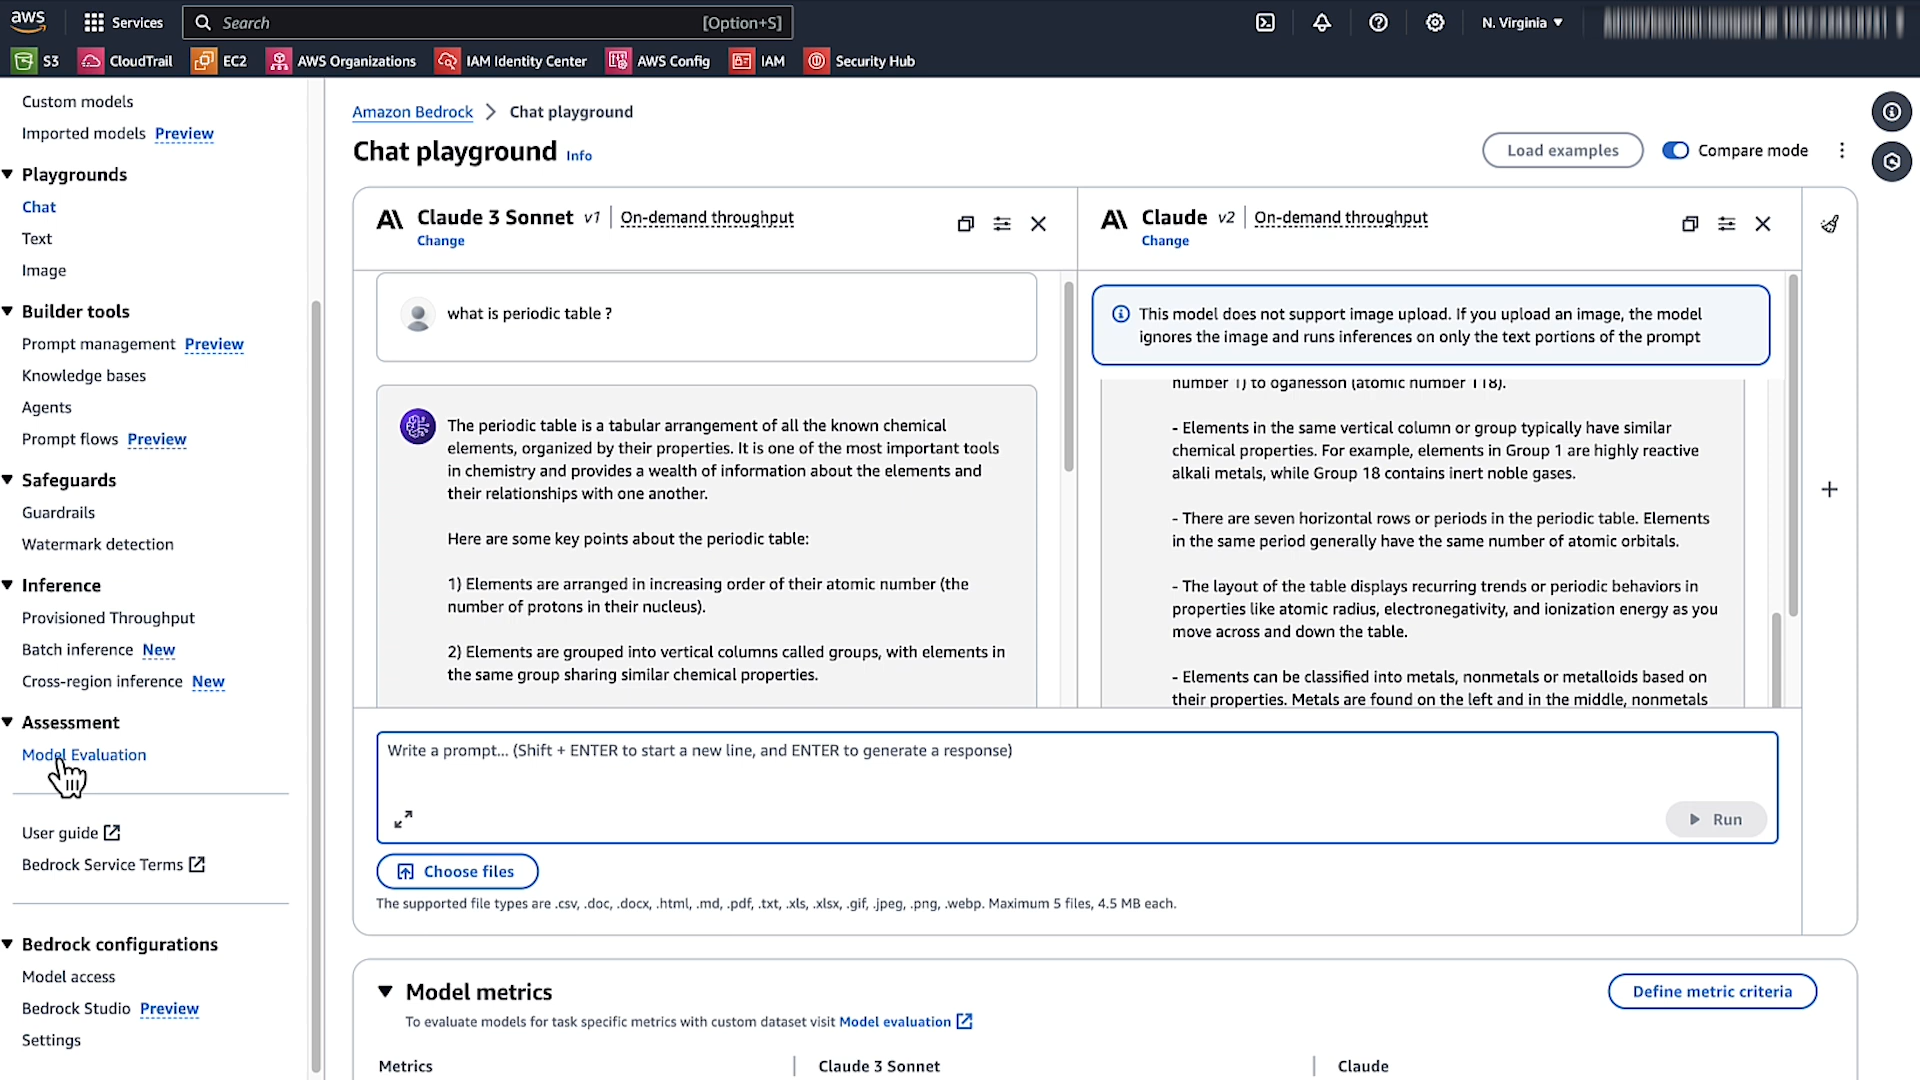 aws
Services
Search
[Option+S]
N. Virginia
S3
CloudTrail
EC2
AWS Organizations
IAM Identity Center
AWS Config
IAM
Security Hub
Custom models
Imported models Preview
Playgrounds
Chat
Text
Image
Builder tools
Prompt management Preview
Knowledge bases
Agents
Prompt flows Preview
Safeguards
Guardrails
Watermark detection
Inference
Provisioned Throughput
Batch inference New
Cross-region inference New
Assessment
Model Evaluation
User guide
Bedrock Service Terms
Bedrock configurations
Model access
Bedrock Studio Preview
Settings
Amazon Bedrock > Chat playground
Chat playground Info
Load examples
Compare mode
Claude 3 Sonnet v1 | On-demand throughput
Change
what is periodic table ?
The periodic table is a tabular arrangement of all the known chemical
elements, organized by their properties. It is one of the most important tools
in chemistry and provides a wealth of information about the elements and
their relationships with one another.
Here are some key points about the periodic table:
1) Elements are arranged in increasing order of their atomic number (the
number of protons in their nucleus).
2) Elements are grouped into vertical columns called groups, with elements in
the same group sharing similar chemical properties.
Claude v2 | On-demand throughput
Change
This model does not support image upload. If you upload an image, the model
ignores the image and runs inferences on only the text portions of the prompt
number 1) to oganesson (atomic number 118).
- Elements in the same vertical column or group typically have similar
chemical properties. For example, elements in Group 1 are highly reactive
alkali metals, while Group 18 contains inert noble gases.
- There are seven horizontal rows or periods in the periodic table. Elements
in the same period generally have the same number of atomic orbitals.
- The layout of the table displays recurring trends or periodic behaviors in
properties like atomic radius, electronegativity, and ionization energy as you
move across and down the table.
- Elements can be classified into metals, nonmetals or metalloids based on
their properties. Metals are found on the left and in the middle, nonmetals
Write a prompt... (Shift + ENTER to start a new line, and ENTER to generate a response)
Run
Choose files
The supported file types are .csv, .doc, .docx, .html, .md, .pdf, .txt, .xls, .xlsx, .gif, .jpeg, .png, .webp. Maximum 5 files, 4.5 MB each.
Model metrics
Define metric criteria
To evaluate models for task specific metrics with custom dataset visit Model evaluation
Metrics
Claude 3 Sonnet
Claude